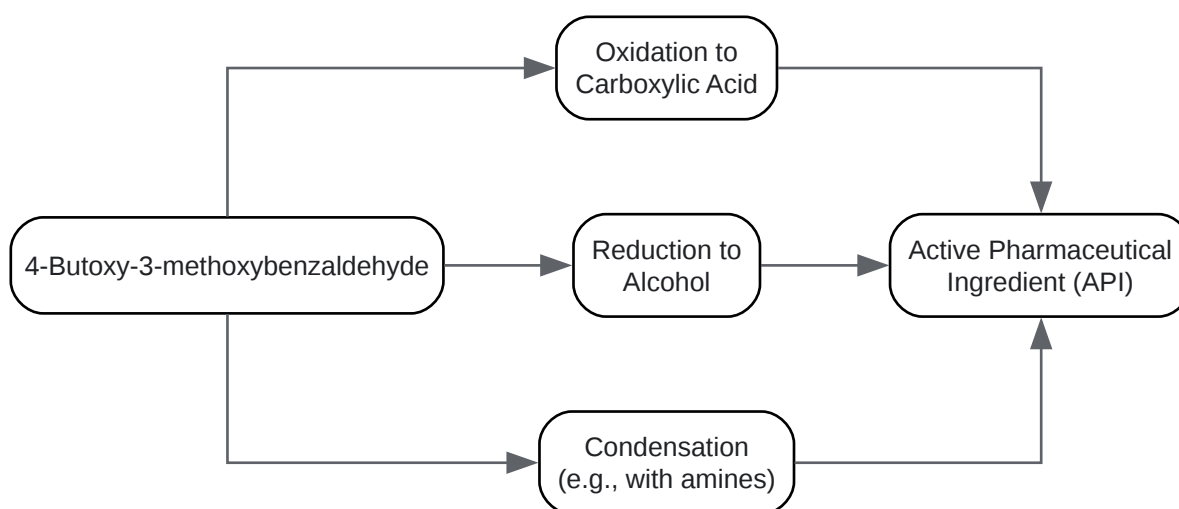 Oxidation to
Carboxylic Acid
4-Butoxy-3-methoxybenzaldehyde
Reduction to
Alcohol
Active Pharmaceutical
Ingredient (API)
Condensation
(e.g., with amines)